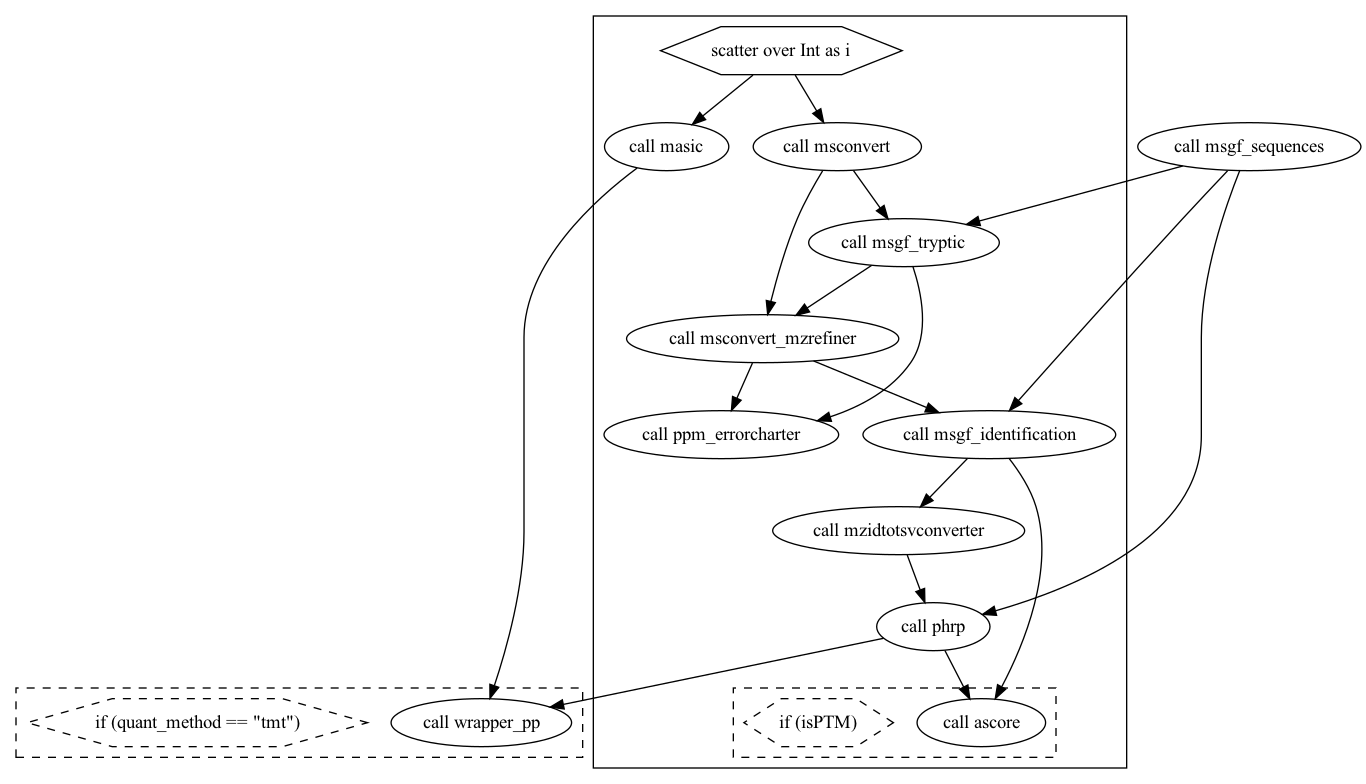 scatter over Int as i
call masic
call msconvert
call msgf_sequences
call msgf_tryptic
call msconvert_mzrefiner
call ppm_errorcharter
call msgf_identification
call mzidtotsvconverter
call phrp
if (quant_method == "tmt")
call wrapper_pp
if (isPTM)
call ascore